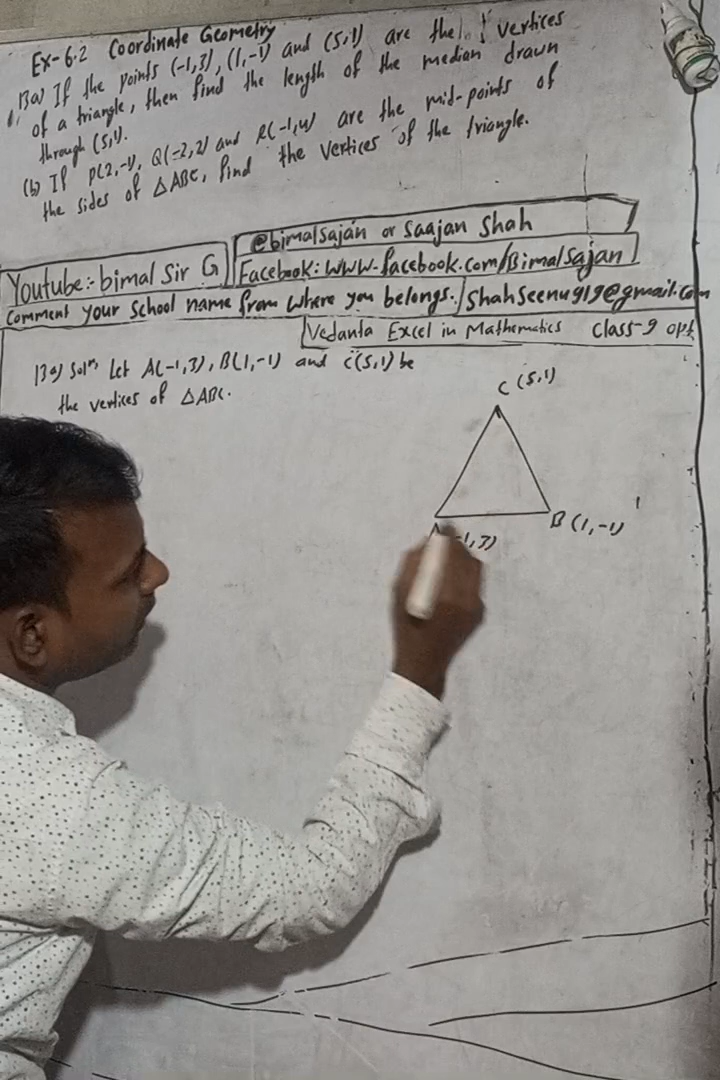 Ex-6.2 Coordinate Geometry
13a) If the points (-1,3), (1,-1) and (5,1) are the vertices
of a triangle, then find the length of the median drawn
through (5,1).
(b) If P(2,-1), Q(-2,2) and R(-1,4) are the mid-points of
the sides of △ABC, find the vertices of the triangle.
@bimalsajan or Saajan Shah
Youtube:- bimal Sir G
Facebook: WWW.facebook.com/Bimalsajan
Comment your School name from where you belongs. / Shahseenu919@gmail.com
Vedanta Excel in Mathematics Class-9 opt
13a) Solⁿ, Let A(-1,3), B(1,-1) and C(5,1) be
the vertices of △ABC.
C (5,1)
B (1,-1)
-1,3)